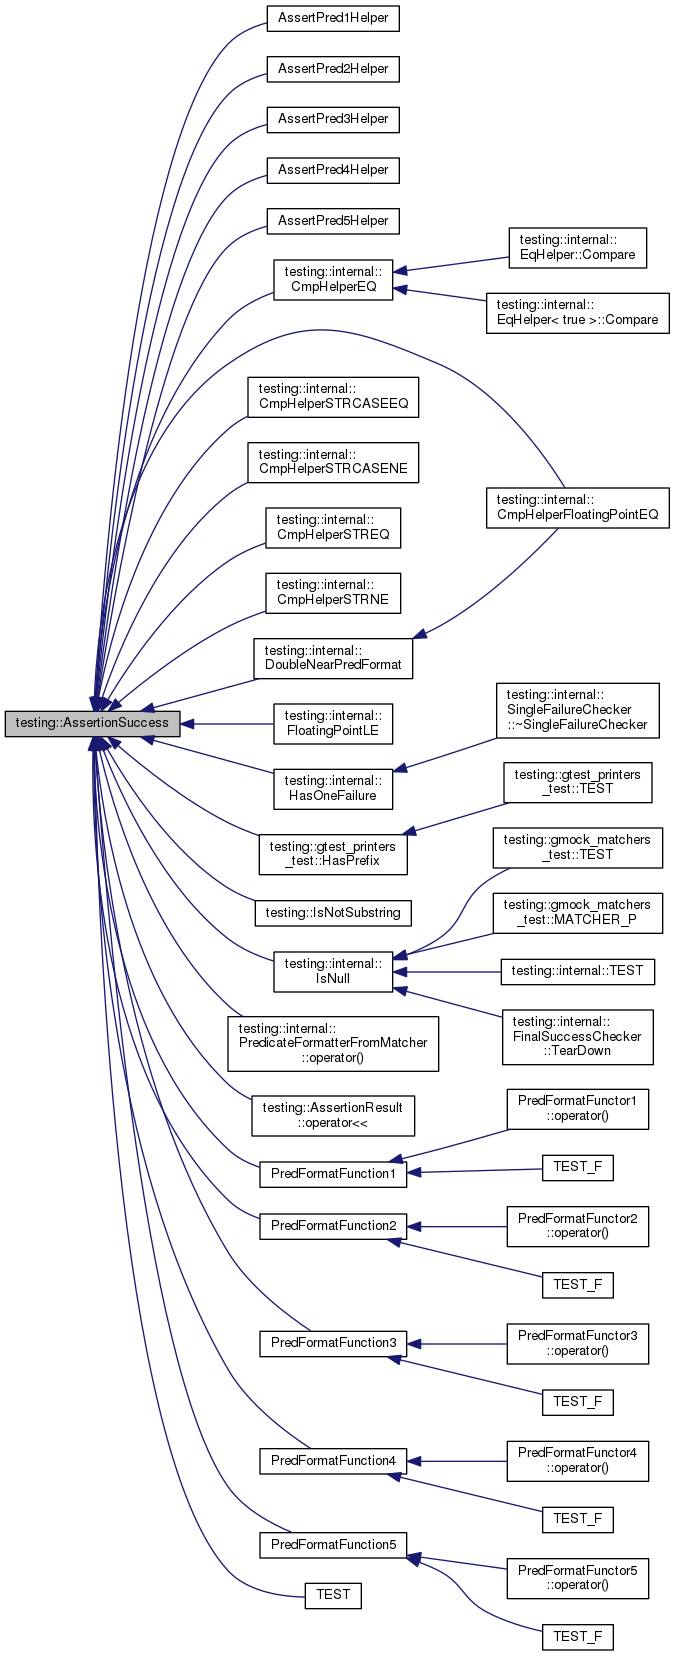 AssertPred1Helper
AssertPred2Helper
AssertPred3Helper
AssertPred4Helper
AssertPred5Helper
testing::internal::
CmpHelperEQ
testing::internal::
EqHelper::Compare
testing::internal::
EqHelper< true >::Compare
testing::internal::
CmpHelperSTRCASEEQ
testing::internal::
CmpHelperSTRCASENE
testing::internal::
CmpHelperSTREQ
testing::internal::
CmpHelperFloatingPointEQ
testing::internal::
CmpHelperSTRNE
testing::internal::
DoubleNearPredFormat
testing::AssertionSuccess
testing::internal::
FloatingPointLE
testing::internal::
SingleFailureChecker
::~SingleFailureChecker
testing::internal::
HasOneFailure
testing::gtest_printers
_test::TEST
testing::gtest_printers
_test::HasPrefix
testing::gmock_matchers
_test::TEST
testing::IsNotSubstring
testing::gmock_matchers
_test::MATCHER_P
testing::internal::
IsNull
testing::internal::TEST
testing::internal::
FinalSuccessChecker
::TearDown
testing::internal::
PredicateFormatterFromMatcher
::operator()
testing::AssertionResult
::operator<<
PredFormatFunctor1
::operator()
PredFormatFunction1
TEST_F
PredFormatFunction2
PredFormatFunctor2
::operator()
TEST_F
PredFormatFunction3
PredFormatFunctor3
::operator()
TEST_F
PredFormatFunction4
PredFormatFunctor4
::operator()
TEST_F
PredFormatFunction5
PredFormatFunctor5
::operator()
TEST
TEST_F